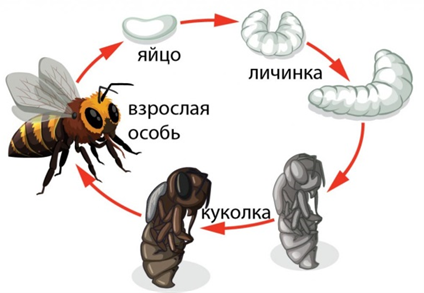 яйцо
личинка
взрослая
особь
куколка